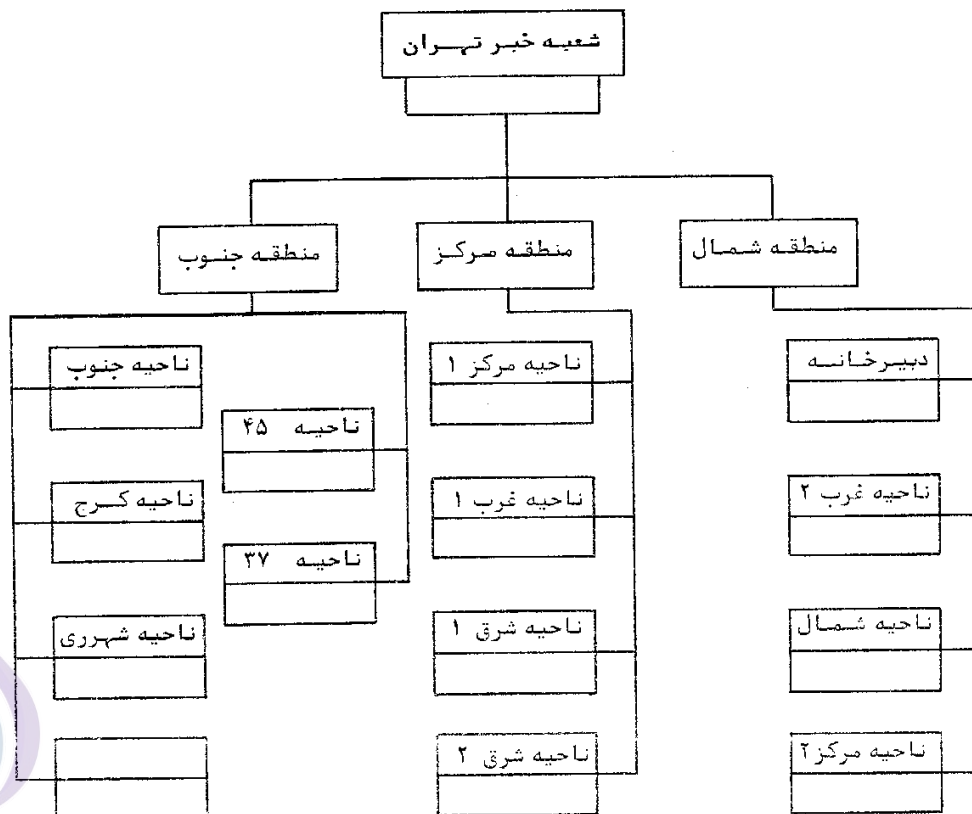 شعبه خبر تهران
منطقه شمال
منطقه مرکز
منطقه جنوب
دبیرخانه
ناحیه غرب ۲
ناحیه شمال
ناحیه مرکز ۲
ناحیه مرکز ۱
ناحیه غرب ۱
ناحیه شرق ۱
ناحیه شرق ۲
ناحیه ۴۵
ناحیه ۳۷
ناحیه جنوب
ناحیه کرج
ناحیه شهرری